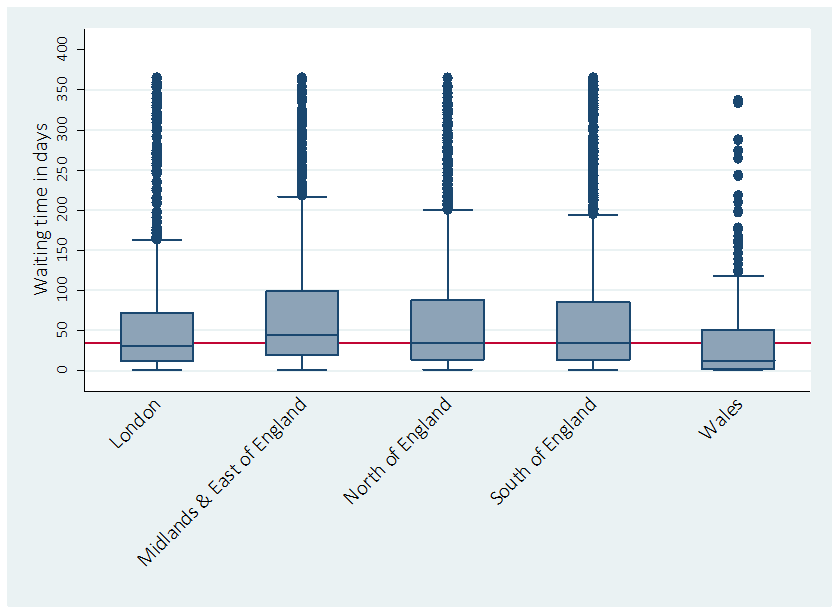 Waiting time in days
400
350
300
250
200
150
100
50
0
London
Midlands & East of England
North of England
South of England
Wales